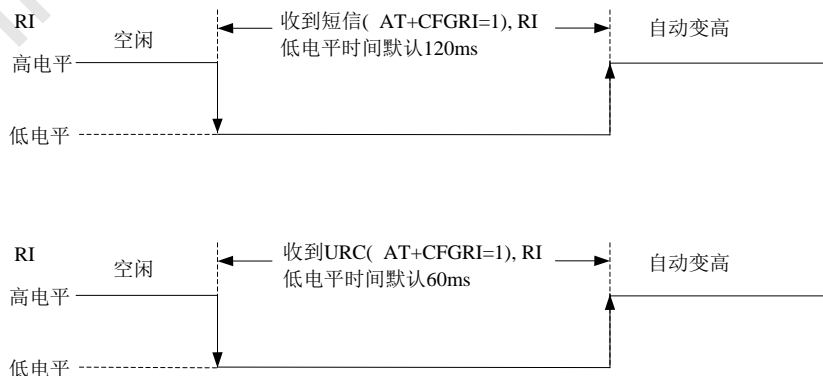 RI
空闲
收到短信( AT+CFGRI=1), RI
低电平时间默认120ms
自动变高
高电平
低电平
RI
空闲
收到URC( AT+CFGRI=1), RI
低电平时间默认60ms
自动变高
高电平
低电平